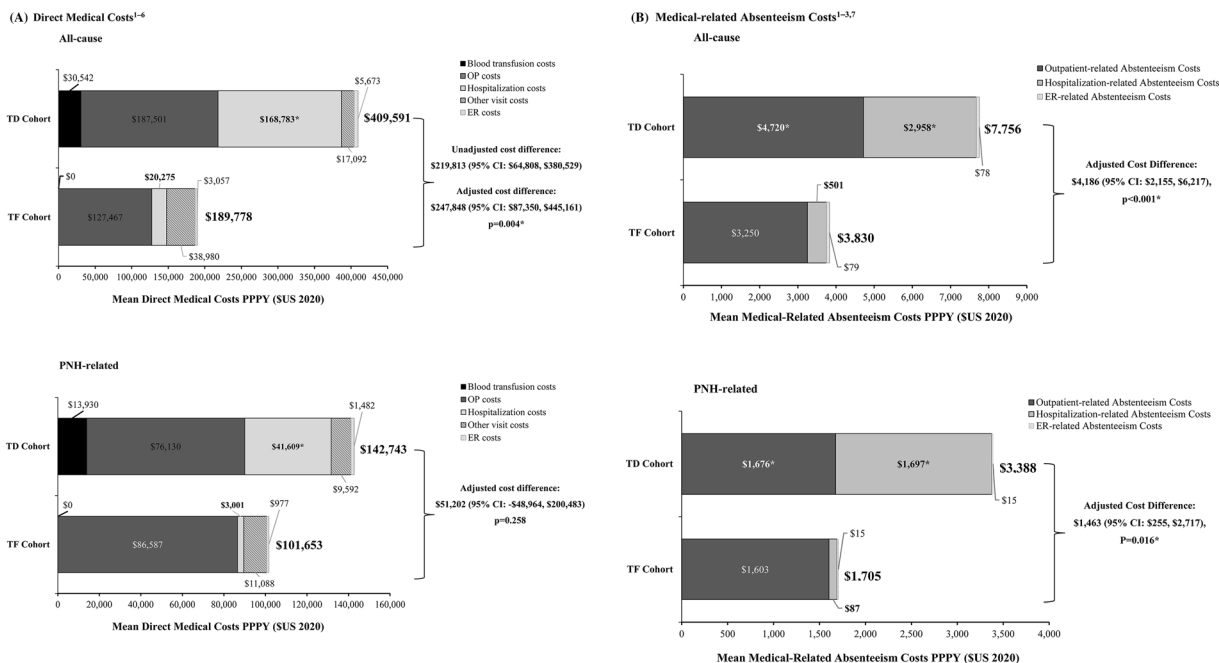 (A) Direct Medical Costs1–6
All-cause
Blood transfusion costs
OP costs
Hospitalization costs
Other visit costs
ER costs
$30,542
$5,673
TD Cohort
$187,501
$168,783*
$409,591
$17,092
$0
$20,275
$3,057
TF Cohort
$127,467
$189,778
$38,980
Unadjusted cost difference:
$219,813 (95% CI: $64,808, $380,529)
Adjusted cost difference:
$247,848 (95% CI: $87,350, $445,161)
p=0.004*
0 50,000 100,000 150,000 200,000 250,000 300,000 350,000 400,000 450,000
Mean Direct Medical Costs PPPY ($US 2020)
PNH-related
Blood transfusion costs
OP costs
Hospitalization costs
Other visit costs
ER costs
$13,930
$1,482
TD Cohort
$76,130
$41,609*
$142,743
$9,592
$0
$3,001
$977
TF Cohort
$86,587
$101,653
$11,088
Adjusted cost difference:
$51,202 (95% CI: -$48,964, $200,483)
p=0.258
0 20,000 40,000 60,000 80,000 100,000 120,000 140,000 160,000
Mean Direct Medical Costs PPPY ($US 2020)
(B) Medical-related Absenteeism Costs1–3,7
All-cause
Outpatient-related Abstenteeism Costs
Hospitalization-related Absenteeism Costs
ER-related Absenteeism Costs
TD Cohort
$4,720*
$2,958*
$7.756
$78
$501
TF Cohort
$3,250
$3.830
$79
Adjusted Cost Difference:
$4,186 (95% CI: $2,155, $6,217),
p<0.001*
0 1,000 2,000 3,000 4,000 5,000 6,000 7,000 8,000 9,000
Mean Medical-Related Absenteeism Costs PPPY ($US 2020)
PNH-related
Outpatient-related Absenteeism Costs
Hospitalization-related Absenteeism Costs
ER-related Absenteeism Costs
TD Cohort
$1,676*
$1,697*
$3.388
$15
$15
TF Cohort
$1,603
$1.705
$87
Adjusted Cost Difference:
$1,463 (95% CI: $255, $2,717),
P=0.016*
0 500 1,000 1,500 2,000 2,500 3,000 3,500 4,000
Mean Medical-Related Absenteeism Costs PPPY ($US 2020)